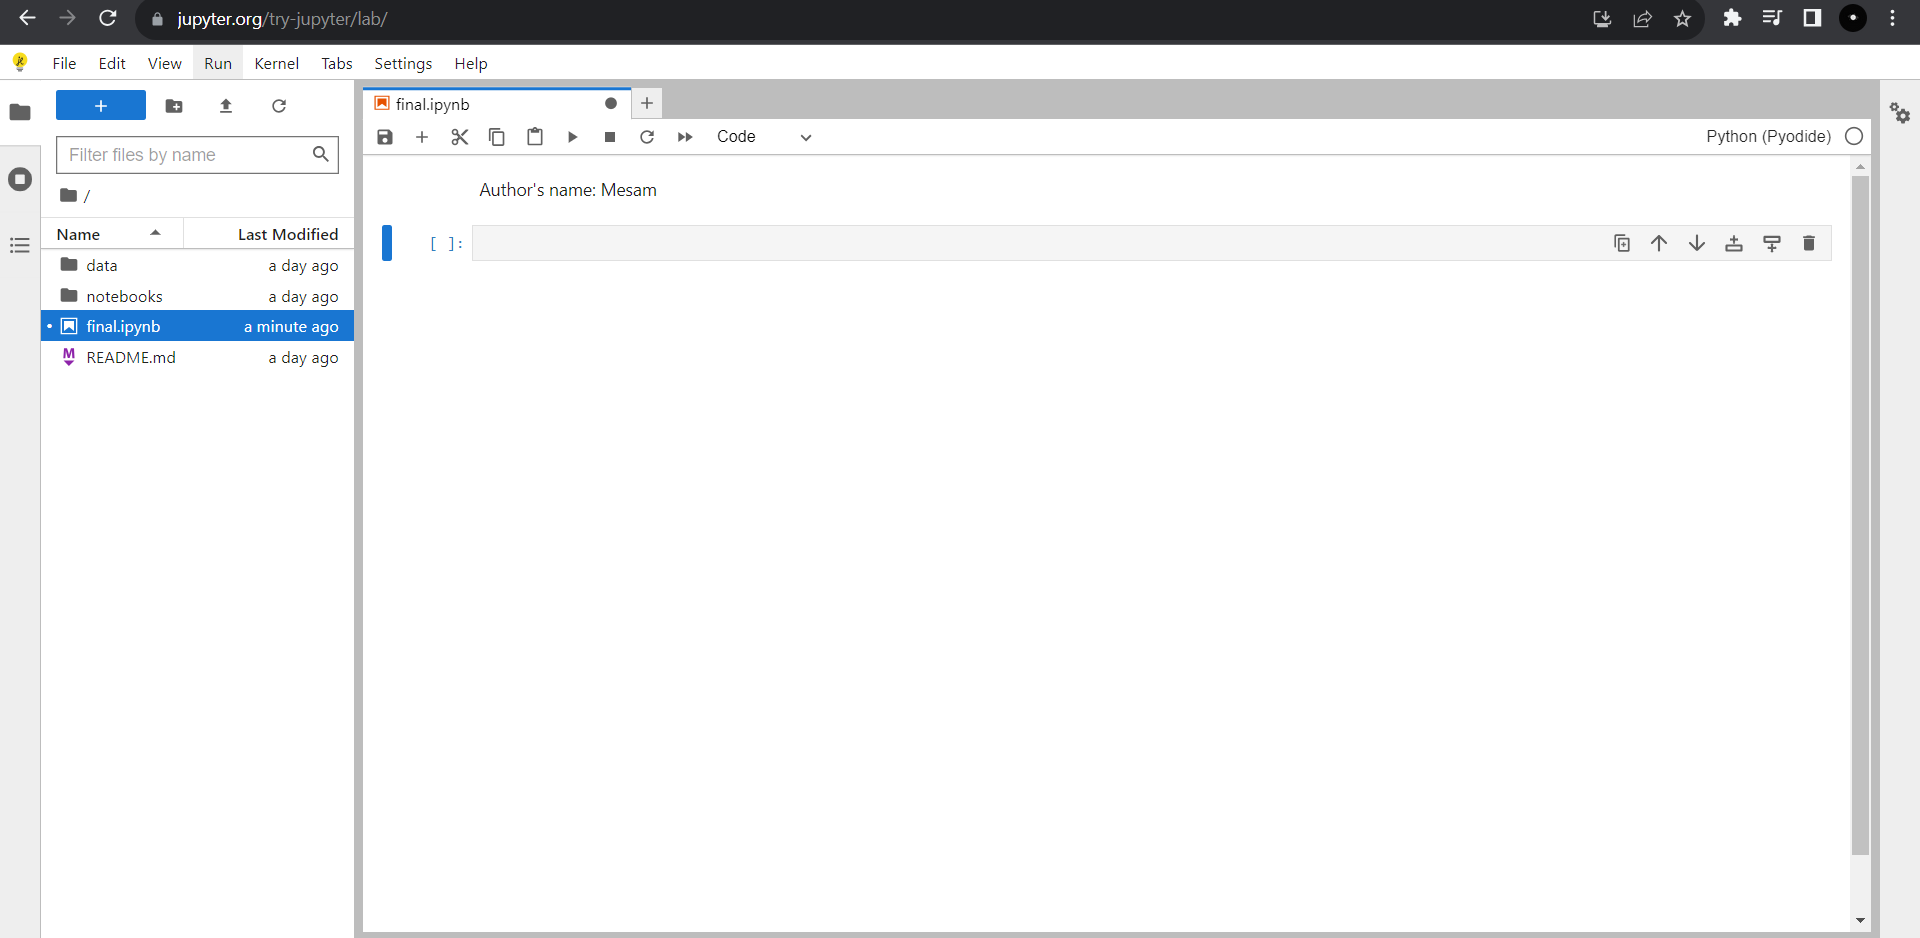 jupyter.org/try-jupyter/lab/
File Edit View Run Kernel Tabs Settings Help
final.ipynb
Code
Python (Pyodide)
Filter files by name
/
Name Last Modified
data a day ago
notebooks a day ago
final.ipynb a minute ago
README.md a day ago
Author's name: Mesam
[ ]: